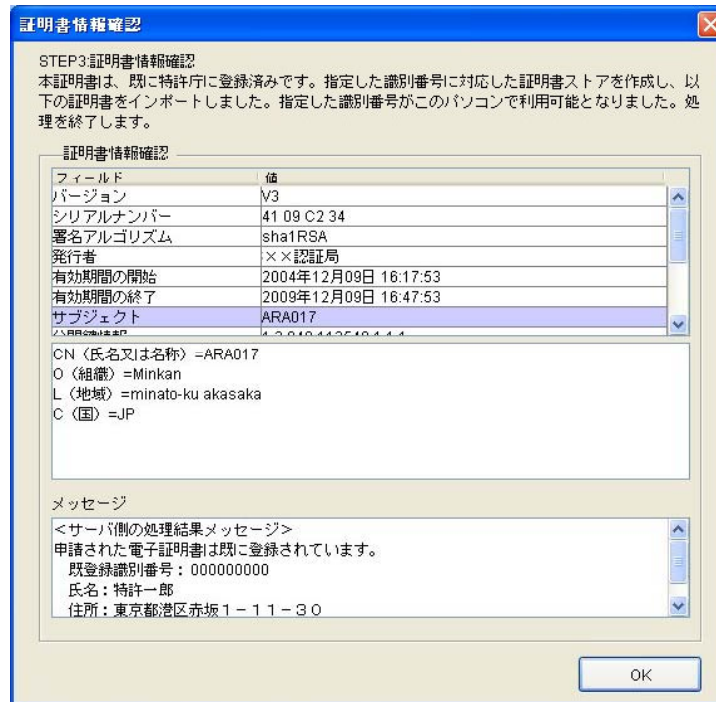 証明書情報確認
STEP3:証明書情報確認
本証明書は、既に特許庁に登録済みです。指定した識別番号に対応した証明書ストアを作成し、以
下の証明書をインポートしました。指定した識別番号がこのパソコンで利用可能となりました。処
理を終了します。
証明書情報確認
フィールド 値
バージョン V3
シリアルナンバー 41 09 C2 34
署名アルゴリズム sha1RSA
発行者 ××認証局
有効期間の開始 2004年12月09日 16:17:53
有効期間の終了 2009年12月09日 16:47:53
サブジェクト ARA017
CN（氏名又は名称）=ARA017
O（組織）=Minkan
L（地域）=minato-ku akasaka
C（国）=JP
メッセージ
<サーバ側の処理結果メッセージ>
申請された電子証明書は既に登録されています。
既登録識別番号：000000000
氏名：特許一郎
住所：東京都港区赤坂１－１１－３０
OK